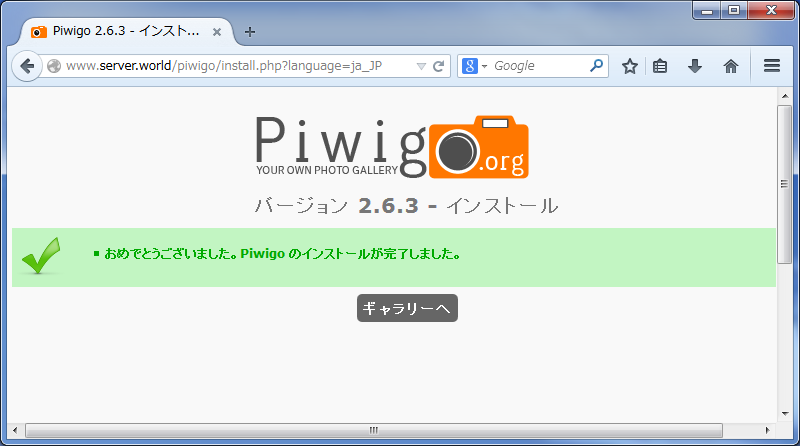 Piwigo 2.6.3 - インスト...
www.server.world/piwigo/install.php?language=ja_JP
8 Google
Piwigo.org
YOUR OWN PHOTO GALLERY
バージョン 2.6.3 - インストール
おめでとうございました。Piwigo のインストールが完了しました。
ギャラリーへ